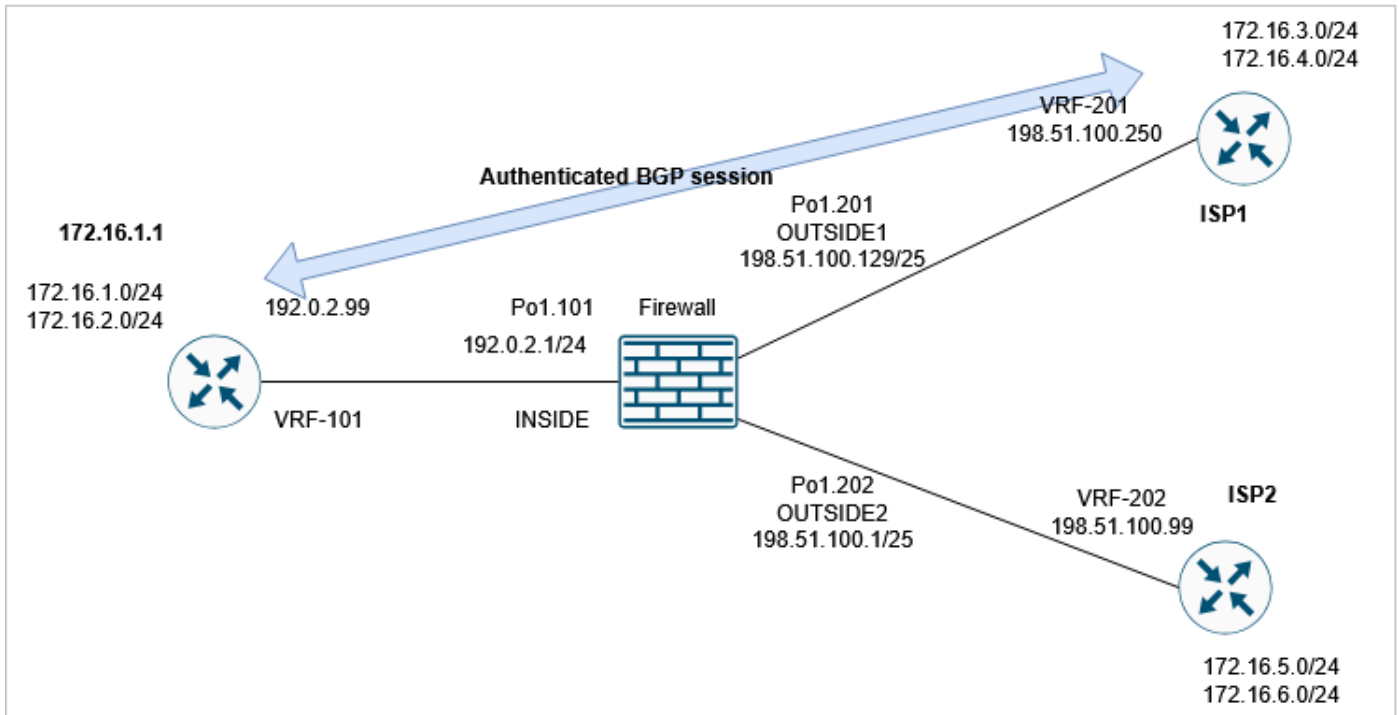 172.16.3.0/24
172.16.4.0/24
VRF-201
198.51.100.250
Authenticated BGP session
Po1.201
OUTSIDE1
198.51.100.129/25
ISP1
172.16.1.1
172.16.1.0/24
172.16.2.0/24
192.0.2.99
Po1.101
Firewall
192.0.2.1/24
VRF-101
INSIDE
Po1.202
OUTSIDE2
198.51.100.1/25
VRF-202
198.51.100.99
ISP2
172.16.5.0/24
172.16.6.0/24